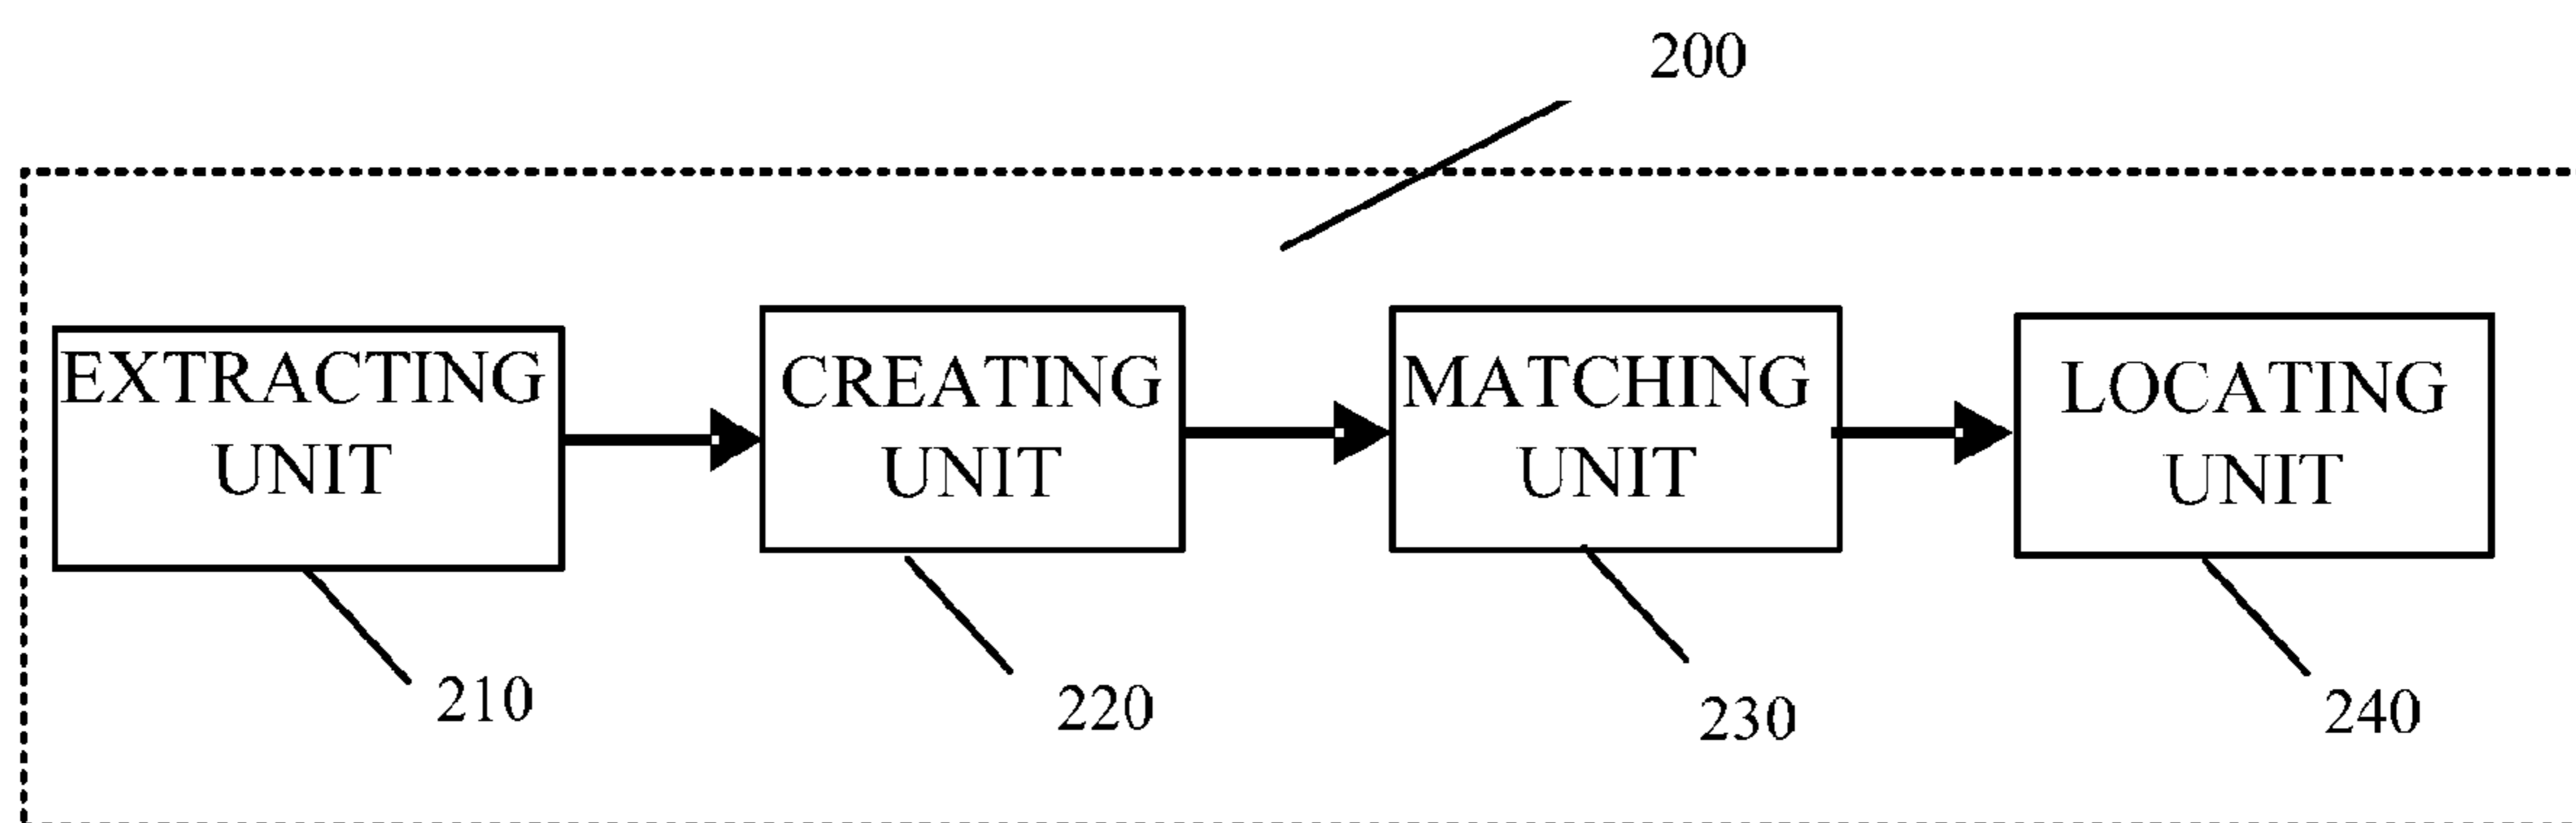 200
EXTRACTING
UNIT
CREATING
UNIT
MATCHING
UNIT
LOCATING
UNIT
210
220
230
240